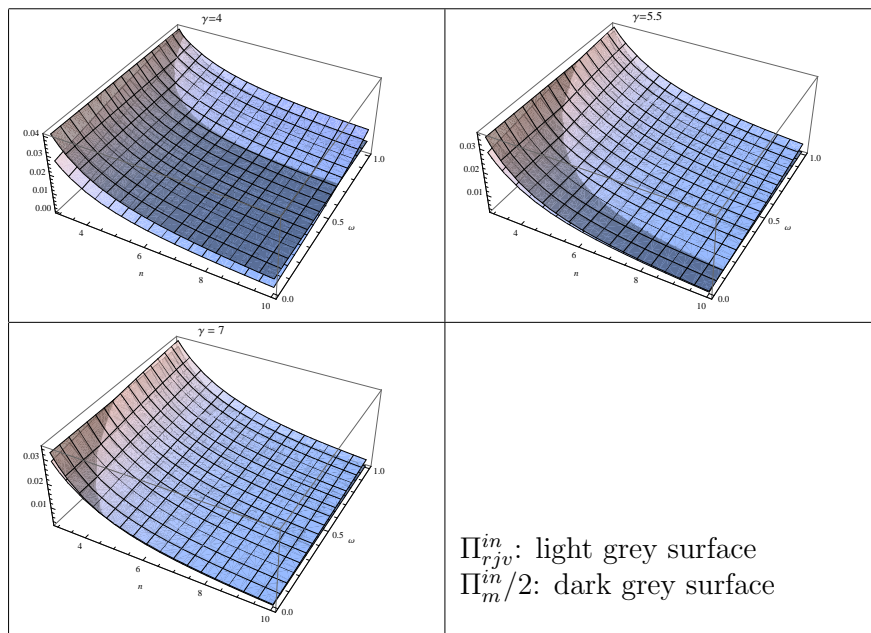 γ=4
0.04
0.03
0.02
0.01
0.00
4
6
8
10
n
0.0
0.5
1.0
ω
γ=5.5
0.03
0.02
0.01
4
6
8
10
n
0.0
0.5
1.0
ω
γ = 7
0.03
0.02
0.01
4
6
8
10
n
0.0
0.5
1.0
ω
Π^{in}_{rjv}: light grey surface
Π^{in}_{m}/2: dark grey surface